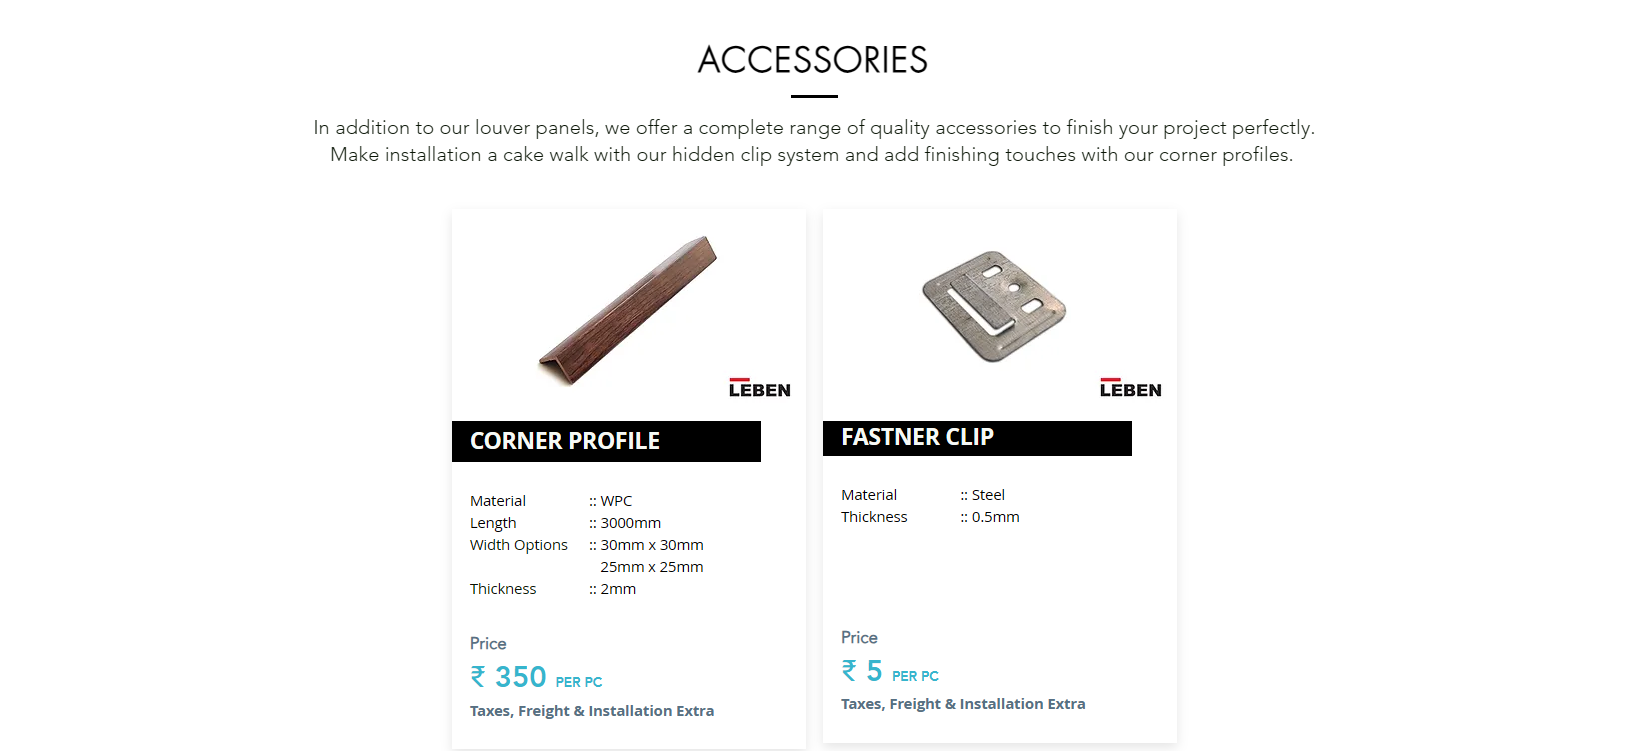 ACCESSORIES
In addition to our louver panels, we offer a complete range of quality accessories to finish your project perfectly.
Make installation a cake walk with our hidden clip system and add finishing touches with our corner profiles.
LEBEN
CORNER PROFILE
Material :: WPC
Length :: 3000mm
Width Options :: 30mm x 30mm
25mm x 25mm
Thickness :: 2mm
Price
₹ 350 PER PC
Taxes, Freight & Installation Extra
LEBEN
FASTNER CLIP
Material :: Steel
Thickness :: 0.5mm
Price
₹ 5 PER PC
Taxes, Freight & Installation Extra